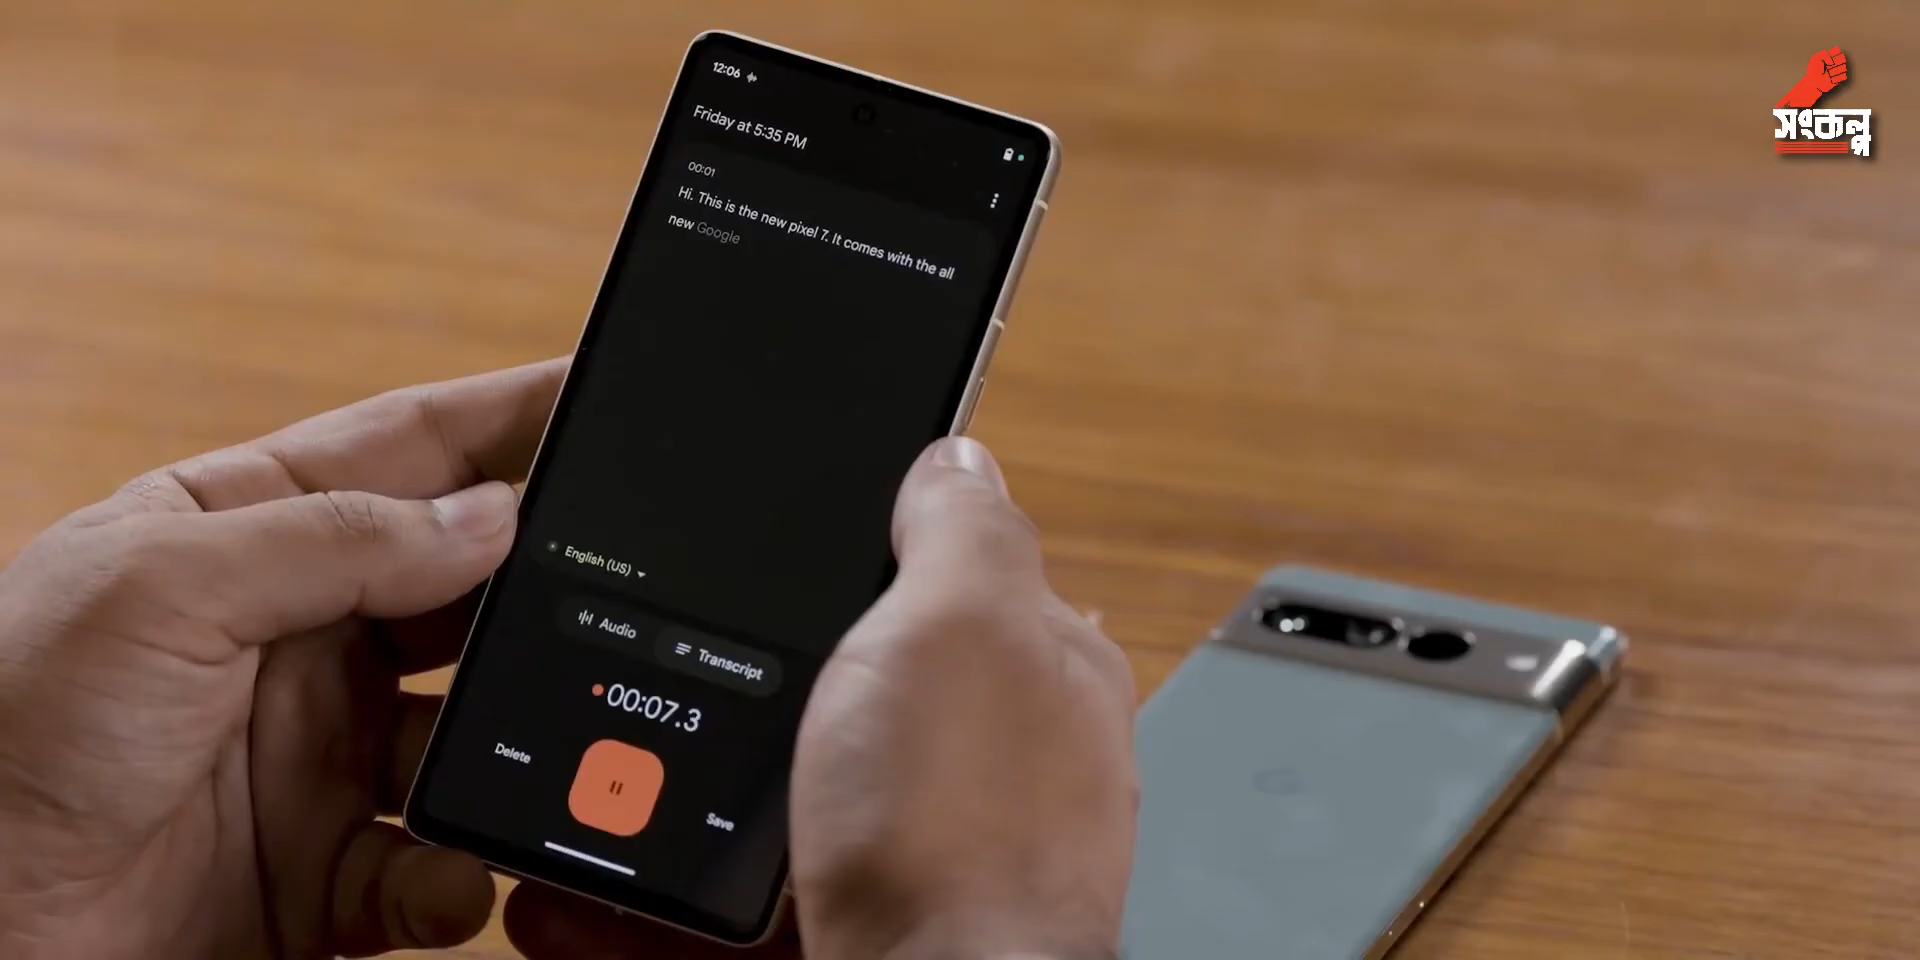 12:06
Friday at 5:35 PM
00:01
Hi. This is the new pixel 7. It comes with the all
new Google
English (US)
Audio
Transcript
00:07.3
Delete
Save
সংকল্প